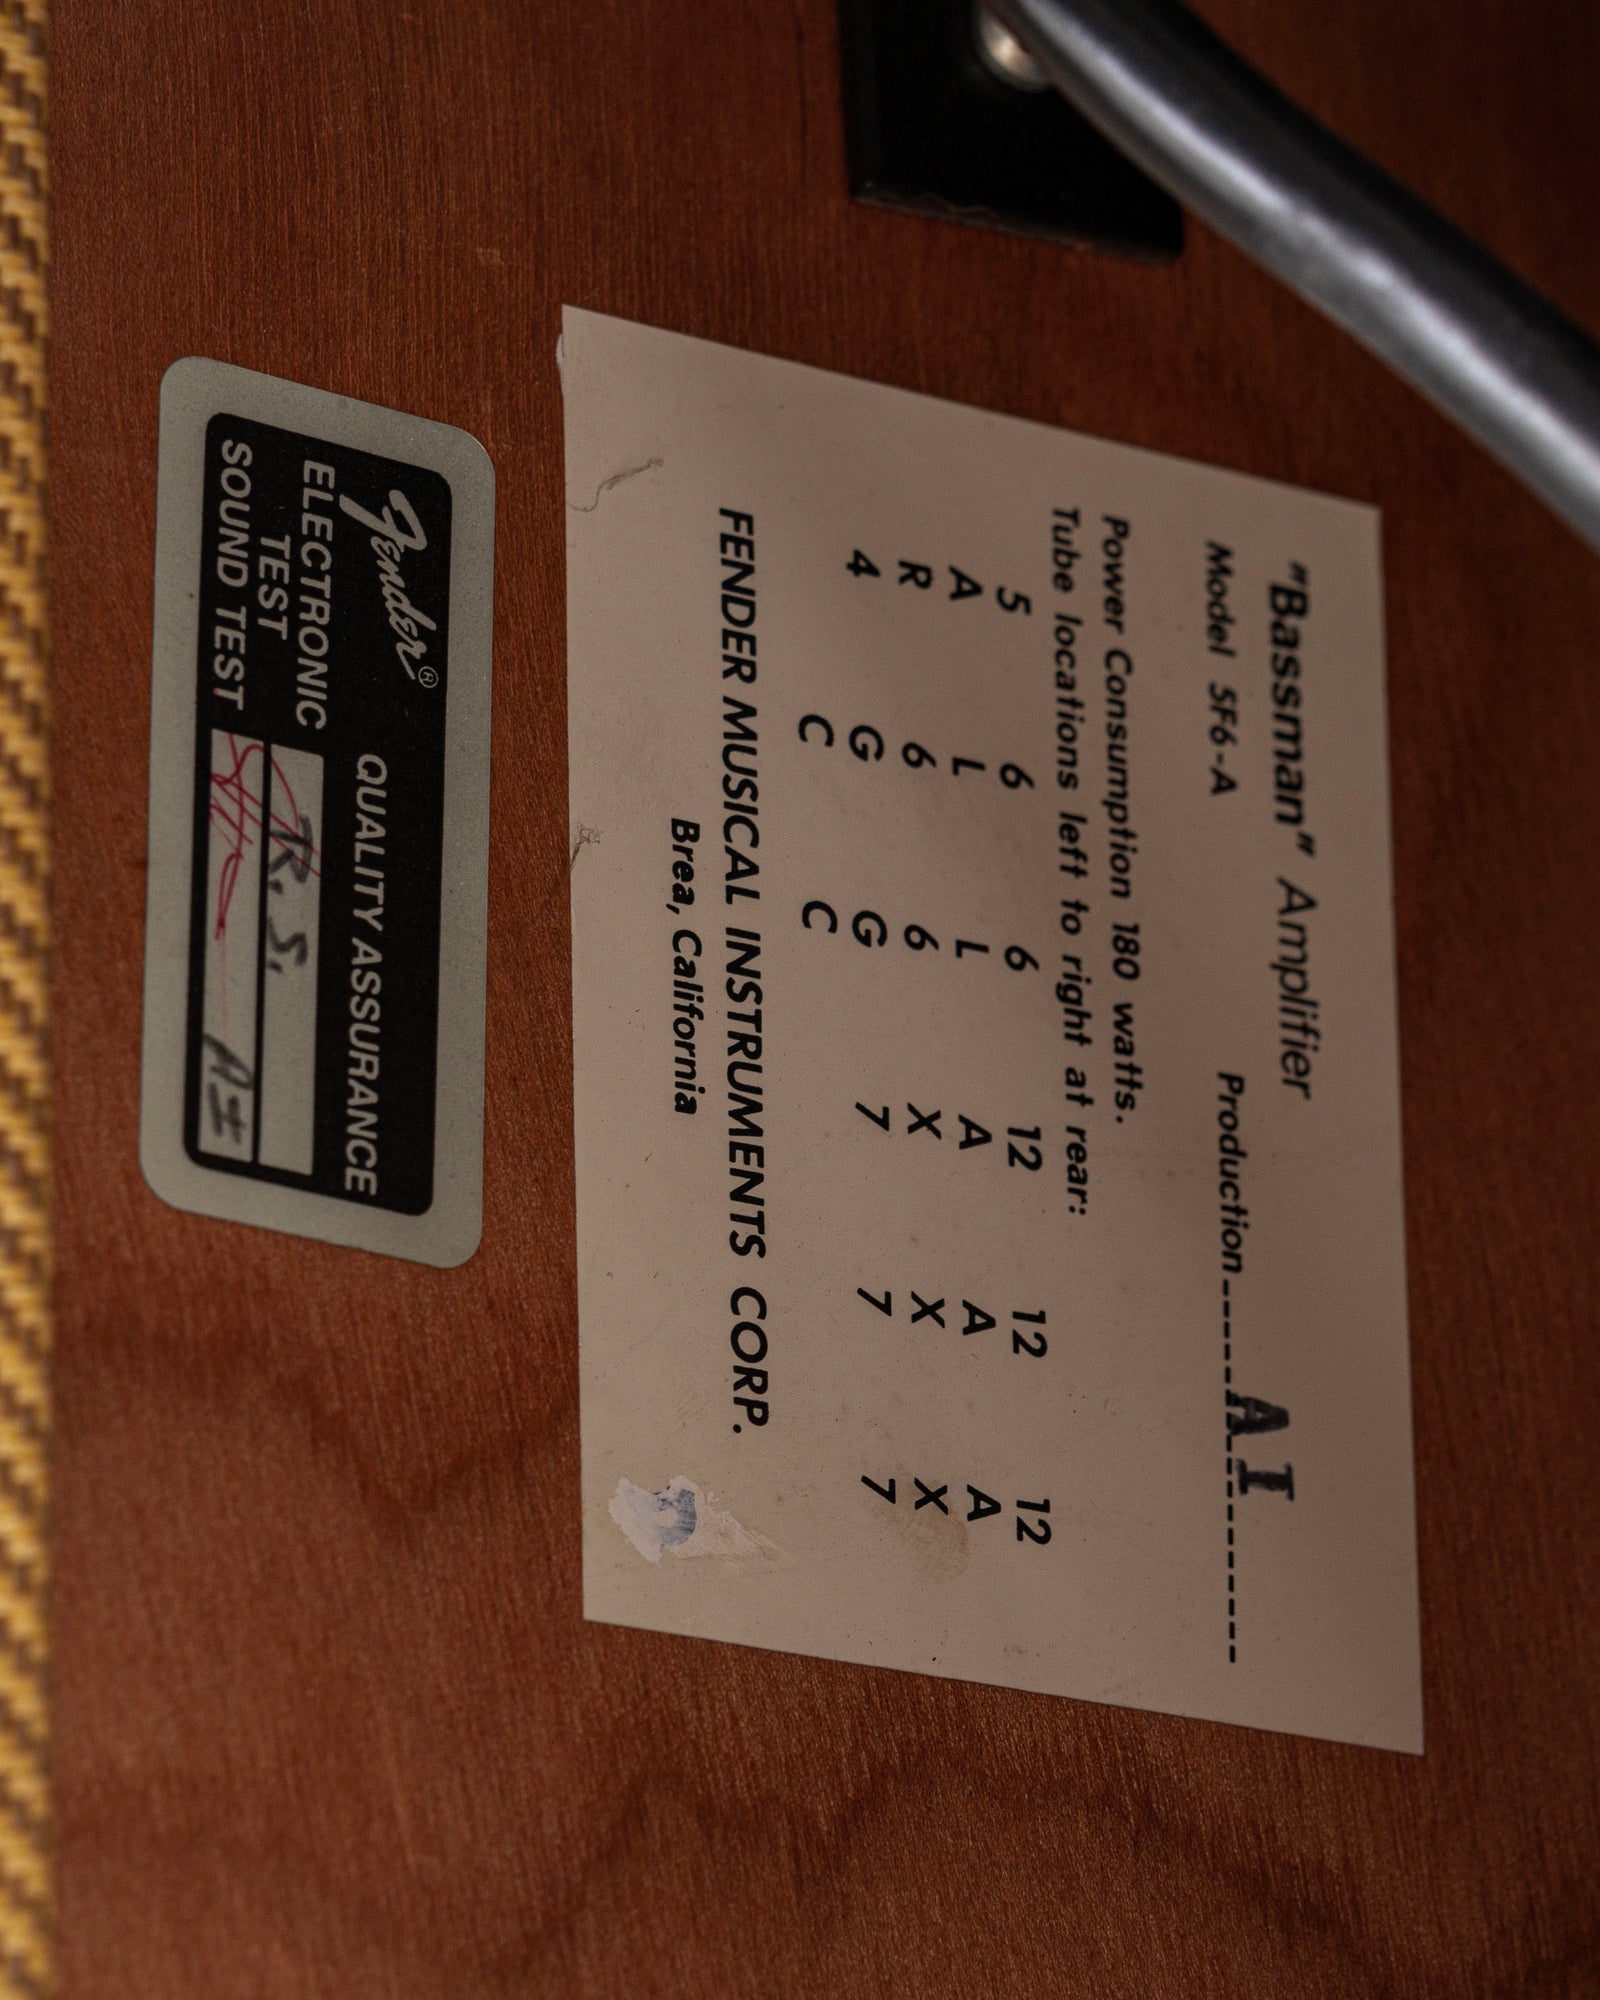 "Bassman" Amplifier
Model 5F6-A Production A I
Power Consumption 180 watts.
Tube locations left to right at rear:
5 6 6 12 12 12
A L L A A A
R 6 6 X X X
4 G G 7 7 7
C C
FENDER MUSICAL INSTRUMENTS CORP.
Brea, California
Fender® QUALITY ASSURANCE
ELECTRONIC
TEST R.S.
SOUND TEST